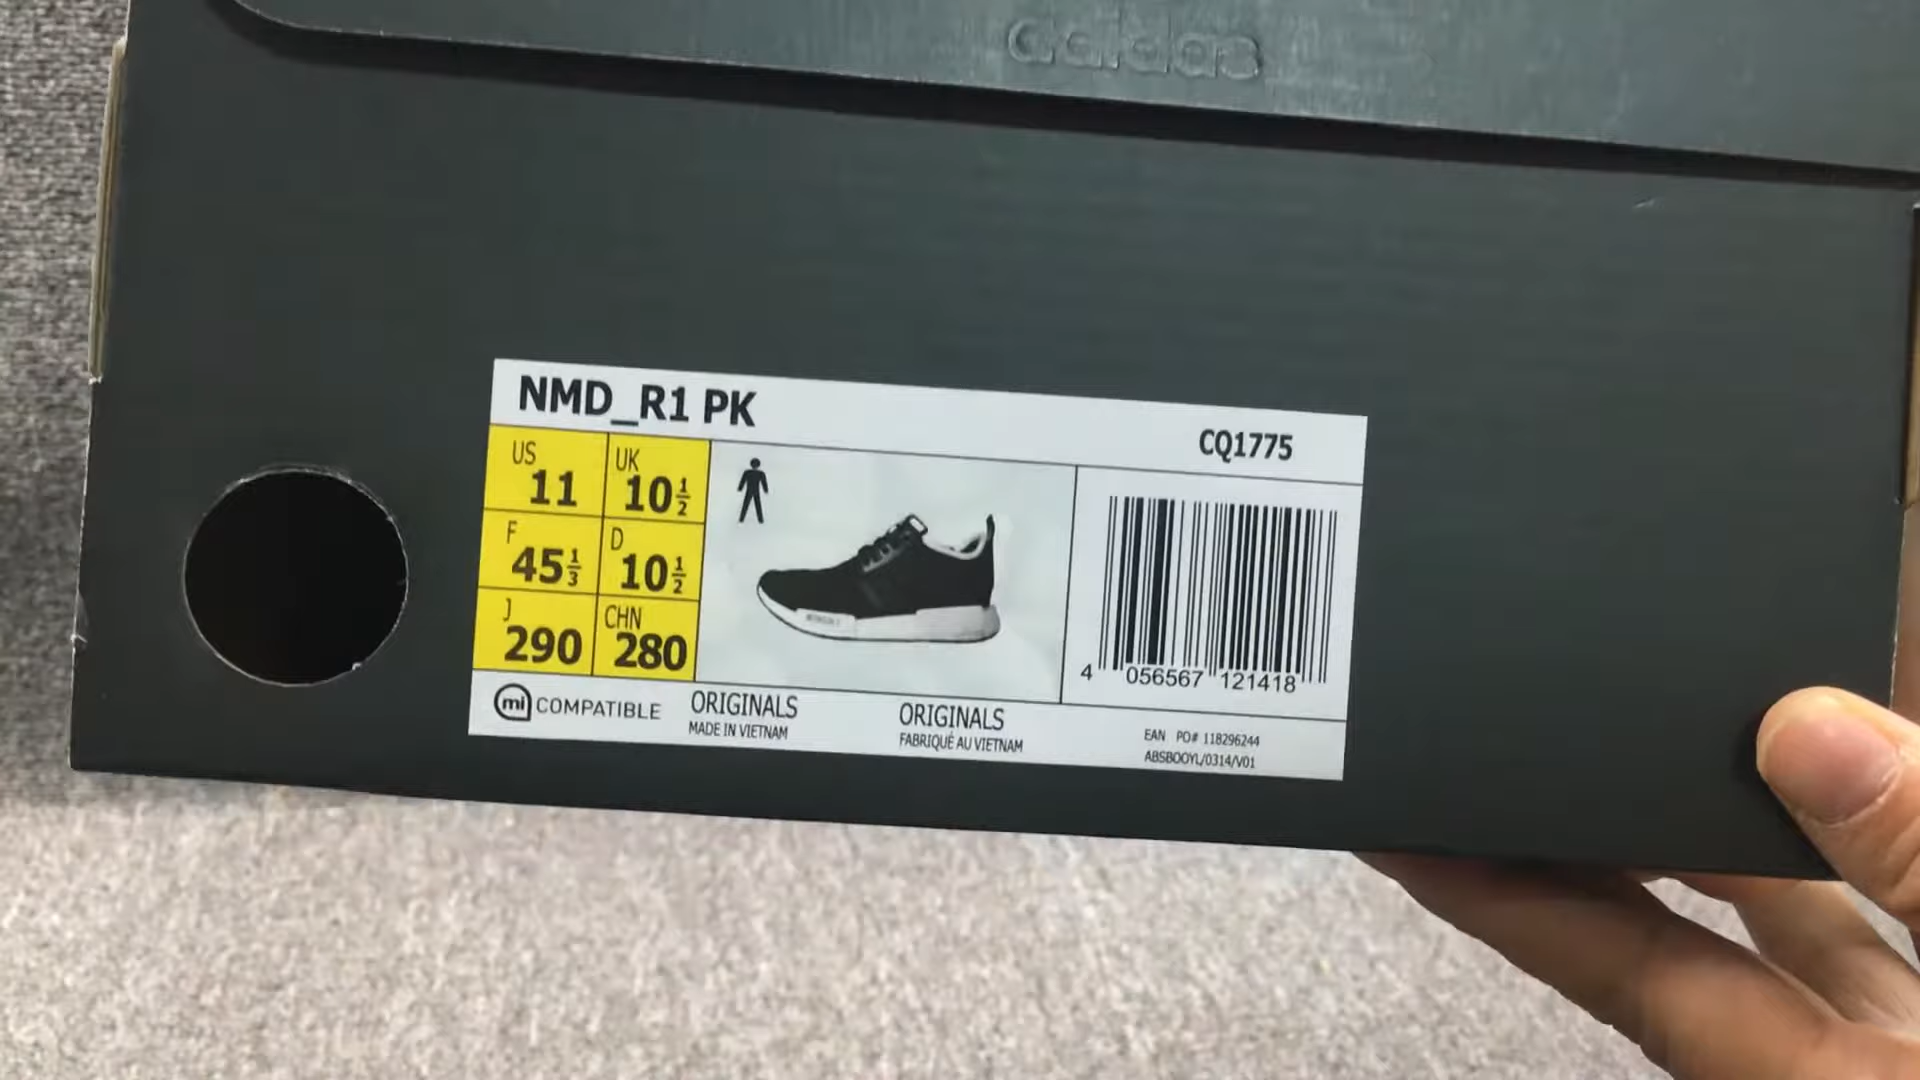 adidas
NMD_R1 PK
CQ1775
US 11
UK 10½
F 45⅓
D 10½
J 290
CHN 280
4 056567 121418
mi COMPATIBLE
ORIGINALS
MADE IN VIETNAM
ORIGINALS
FABRIQUÉ AU VIETNAM
EAN PO# 118296244
ABSBOOYL/0314/V01